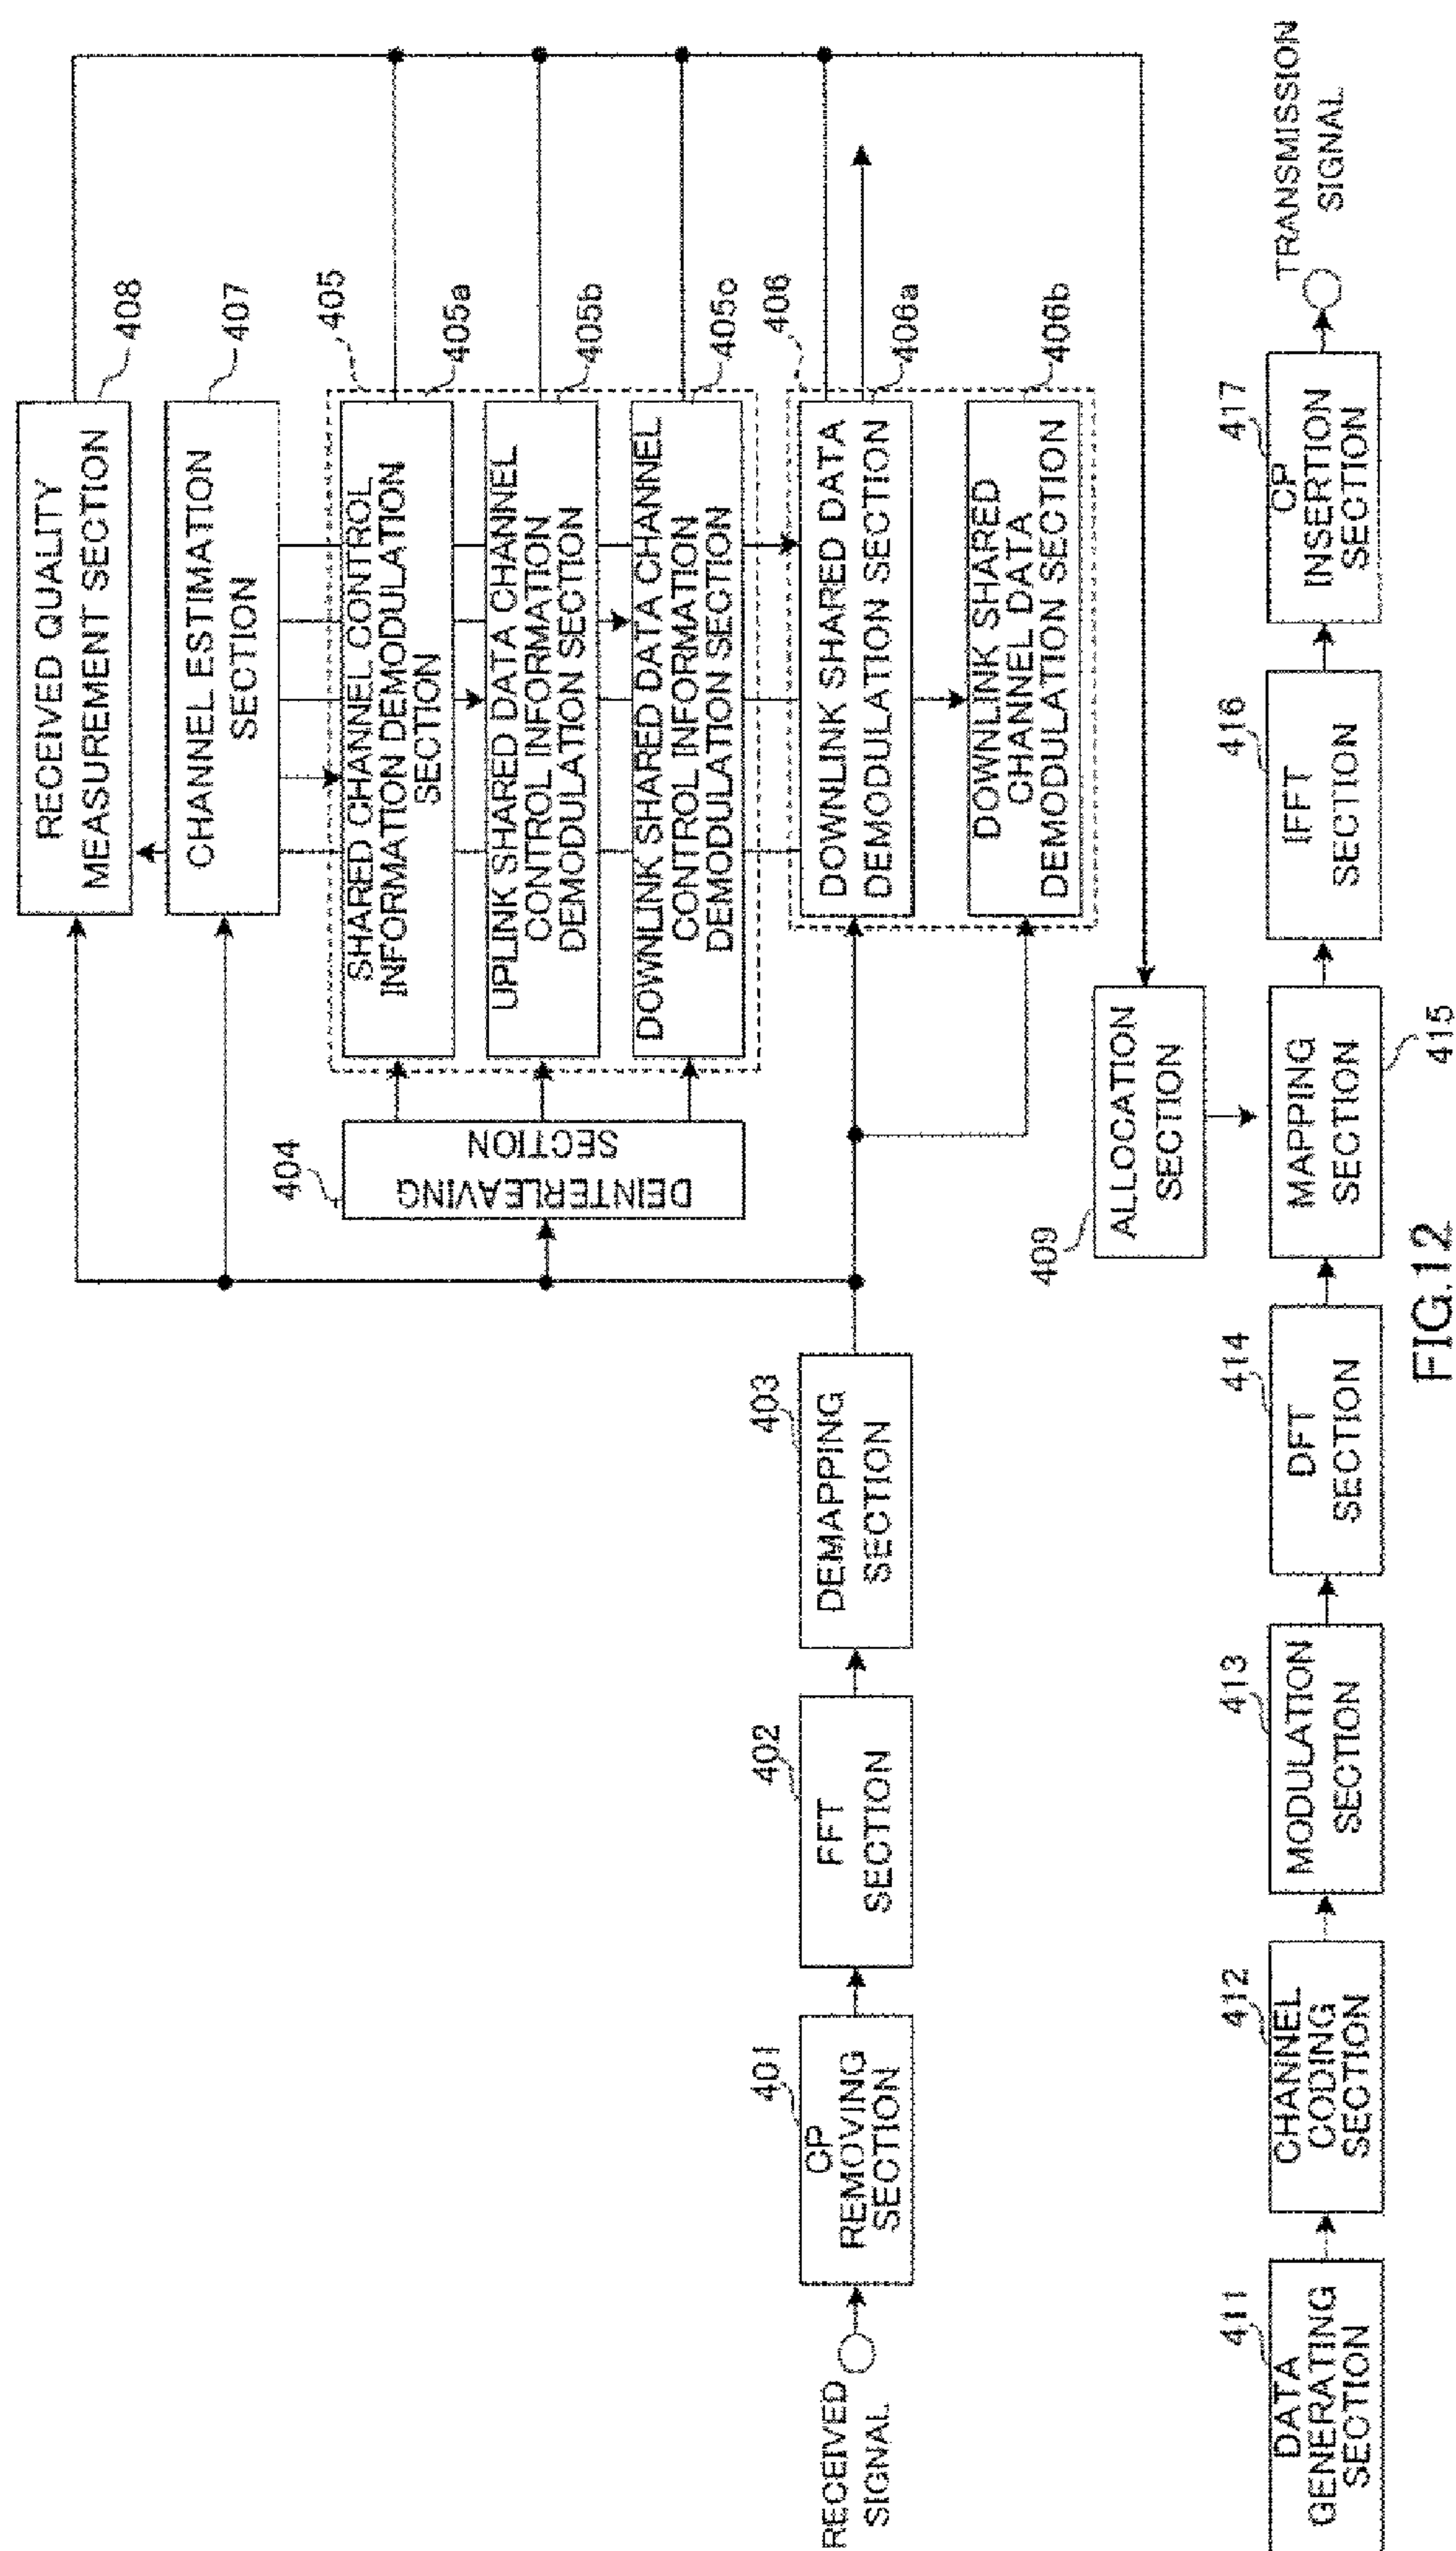 RECEIVED QUALITY
MEASUREMENT SECTION
408
CHANNEL ESTIMATION
SECTION
407
405
SHARED CHANNEL CONTROL
INFORMATION DEMODULATION
SECTION
405a
UPLINK SHARED DATA CHANNEL
CONTROL INFORMATION
DEMODULATION SECTION
405b
DOWNLINK SHARED DATA CHANNEL
CONTROL INFORMATION
DEMODULATION SECTION
405c
404
DEINTERLEAVING
SECTION
406
RECEIVED
SIGNAL
401
CP
REMOVING
SECTION
402
FFT
SECTION
403
DEMAPPING
SECTION
DOWNLINK SHARED DATA
DEMODULATION SECTION
406a
DOWNLINK SHARED
CHANNEL DATA
DEMODULATION SECTION
406b
409
ALLOCATION
SECTION
411
DATA
GENERATING
SECTION
412
CHANNEL
CODING
SECTION
413
MODULATION
SECTION
414
DFT
SECTION
MAPPING
SECTION
415
416
IFFT
SECTION
417
CP
INSERTION
SECTION
TRANSMISSION
SIGNAL
FIG.12